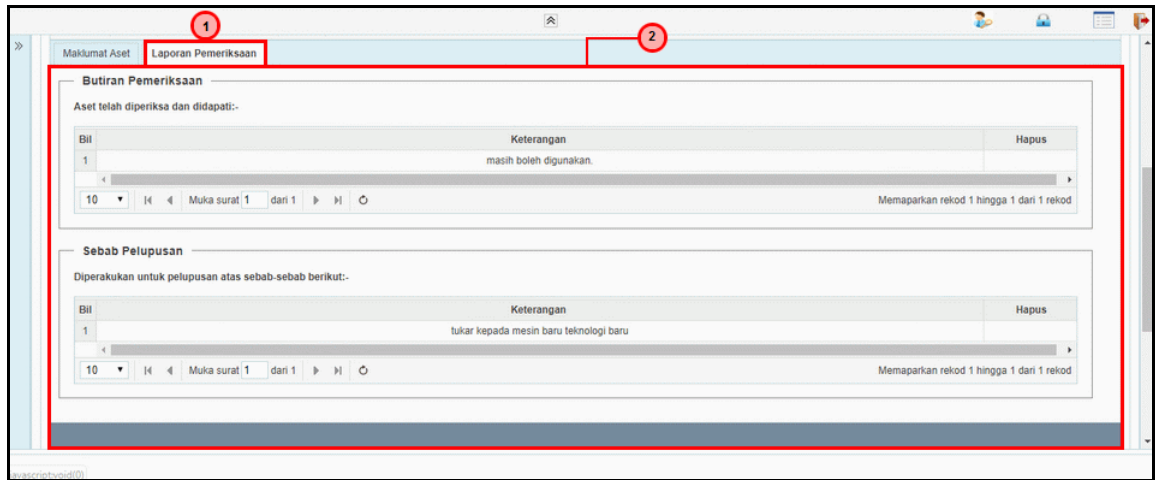 1
2
Maklumat Aset Laporan Pemeriksaan
Butiran Pemeriksaan
Aset telah diperiksa dan didapati:-
Bil Keterangan Hapus
1 masih boleh digunakan.
10 Muka surat 1 dari 1 Memaparkan rekod 1 hingga 1 dari 1 rekod
Sebab Pelupusan
Diperakukan untuk pelupusan atas sebab-sebab berikut:-
Bil Keterangan Hapus
1 tukar kepada mesin baru teknologi baru
10 Muka surat 1 dari 1 Memaparkan rekod 1 hingga 1 dari 1 rekod
avascript:void(0)